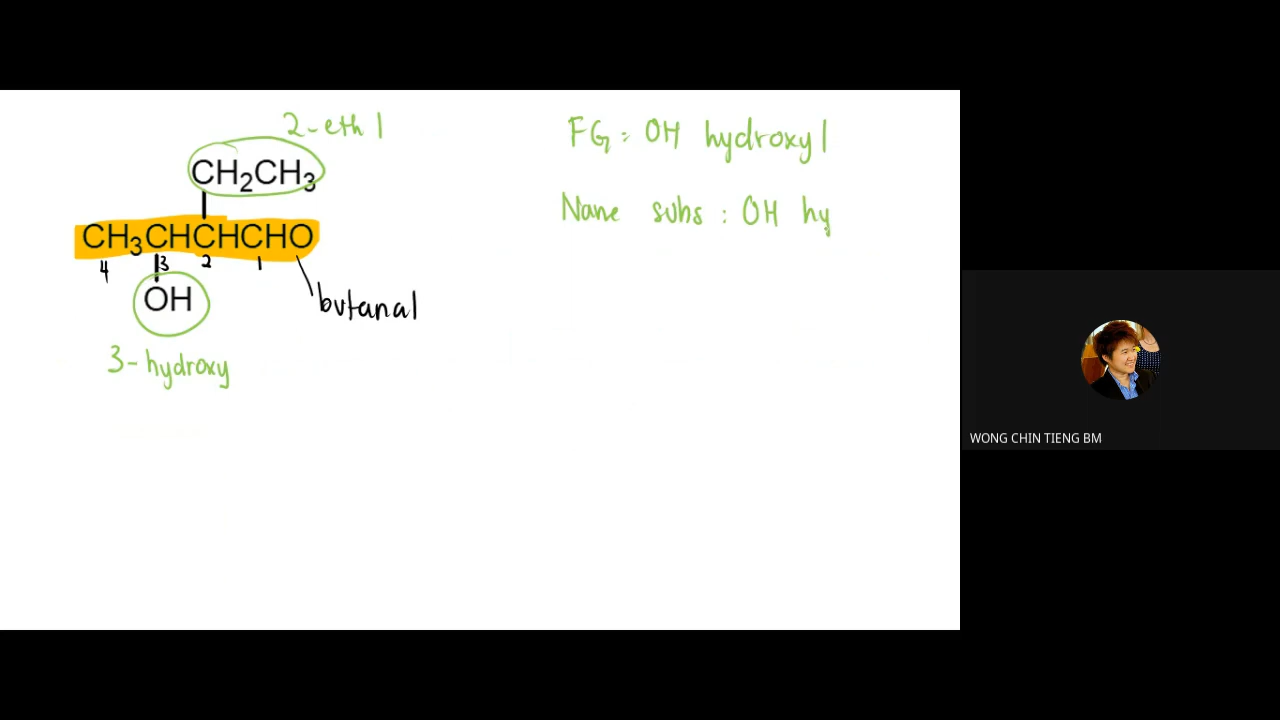 2-eth l
CH2CH3
CH3CHCHCHO
4 3 2 1
OH
butanal
3-hydroxy
FG = OH hydroxyl
Name subs : OH hy
WONG CHIN TIENG BM